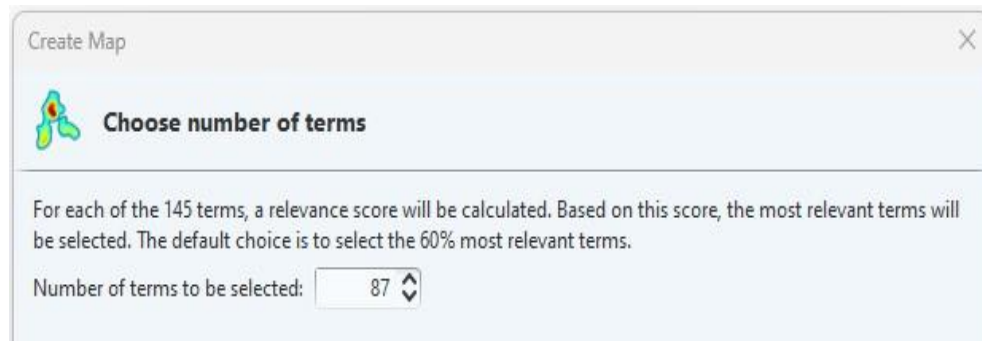 Create Map
Choose number of terms
For each of the 145 terms, a relevance score will be calculated. Based on this score, the most relevant terms will
be selected. The default choice is to select the 60% most relevant terms.
Number of terms to be selected: 87